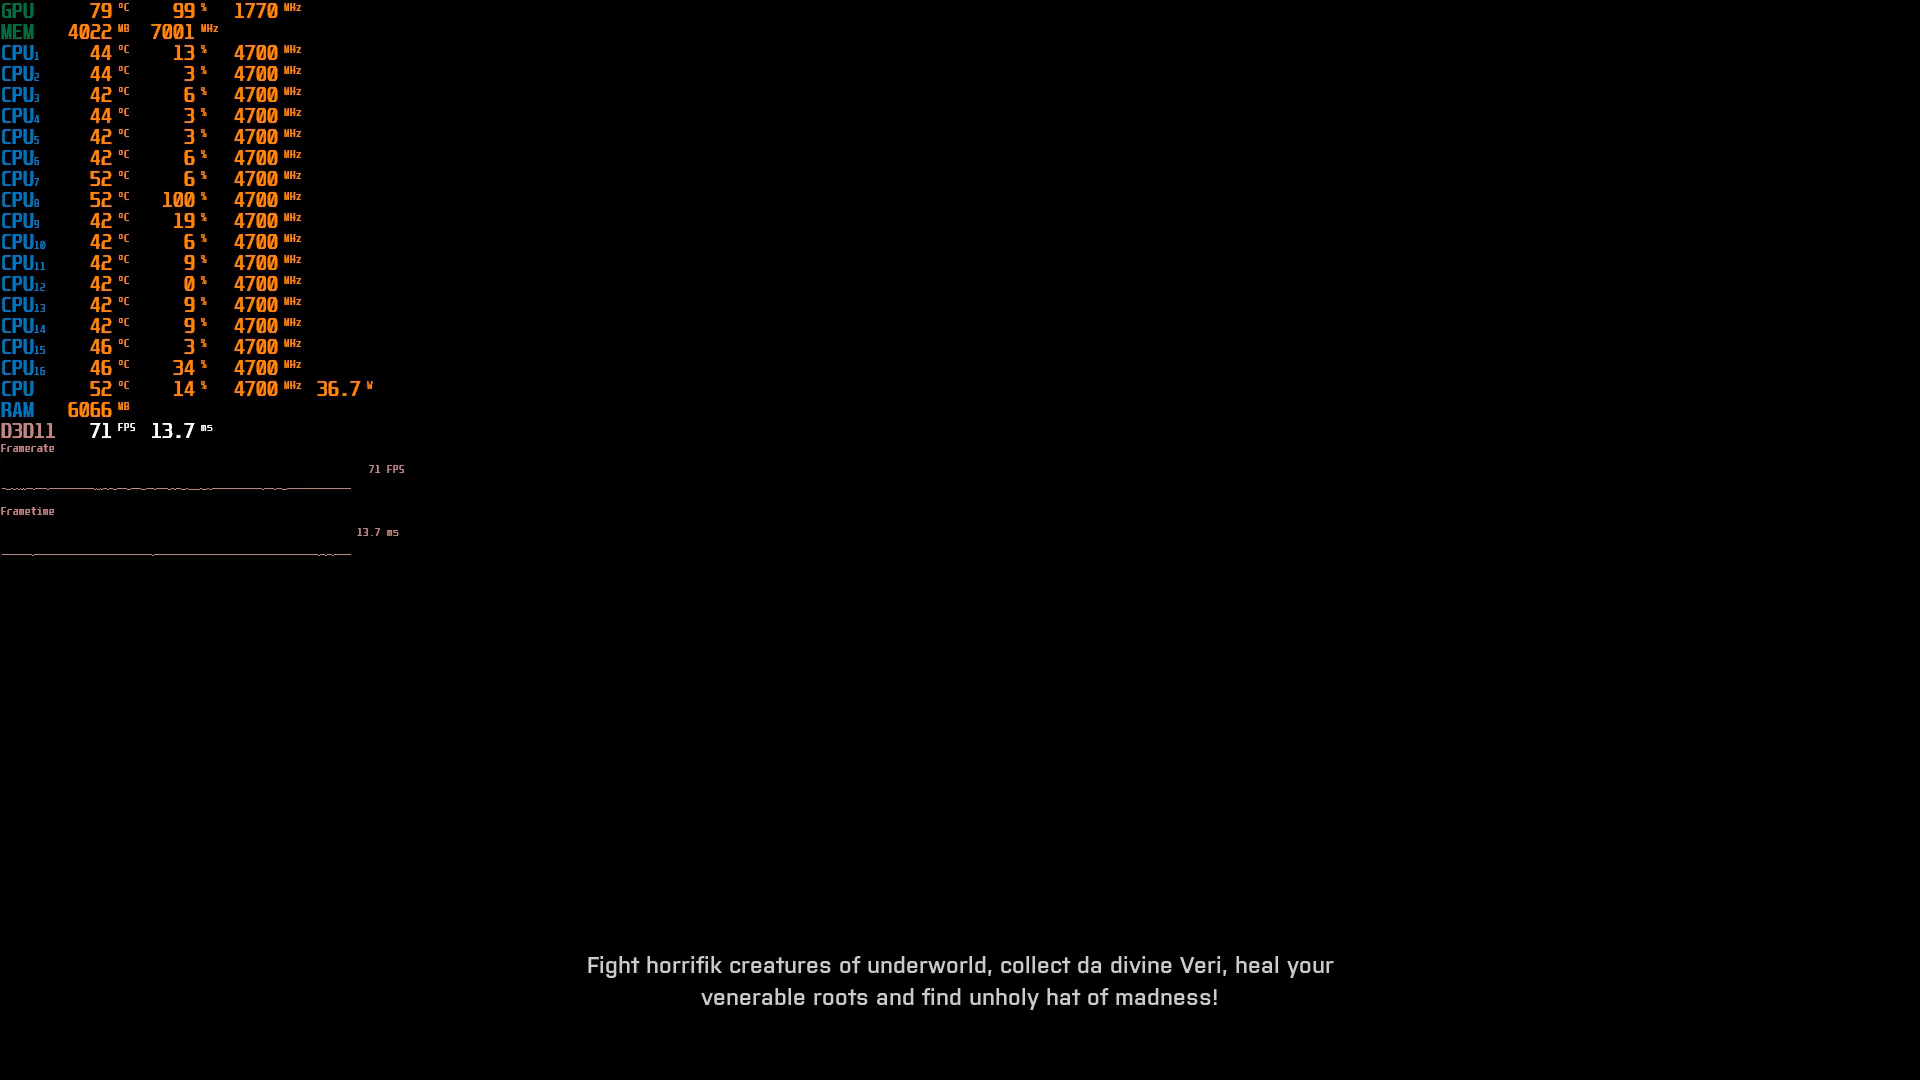 GPU 79 °C 99 % 1770 MHz
MEM 4022 MB 7001 MHz
CPU1 44 °C 13 % 4700 MHz
CPU2 44 °C 3 % 4700 MHz
CPU3 42 °C 6 % 4700 MHz
CPU4 44 °C 3 % 4700 MHz
CPU5 42 °C 3 % 4700 MHz
CPU6 42 °C 6 % 4700 MHz
CPU7 52 °C 6 % 4700 MHz
CPU8 52 °C 100 % 4700 MHz
CPU9 42 °C 19 % 4700 MHz
CPU10 42 °C 6 % 4700 MHz
CPU11 42 °C 9 % 4700 MHz
CPU12 42 °C 0 % 4700 MHz
CPU13 42 °C 9 % 4700 MHz
CPU14 42 °C 9 % 4700 MHz
CPU15 46 °C 3 % 4700 MHz
CPU16 46 °C 34 % 4700 MHz
CPU 52 °C 14 % 4700 MHz 36.7 W
RAM 6066 MB
D3D11 71 FPS 13.7 ms
Framerate
71 FPS
Frametime
13.7 ms
Fight horrifik creatures of underworld, collect da divine Veri, heal your
venerable roots and find unholy hat of madness!